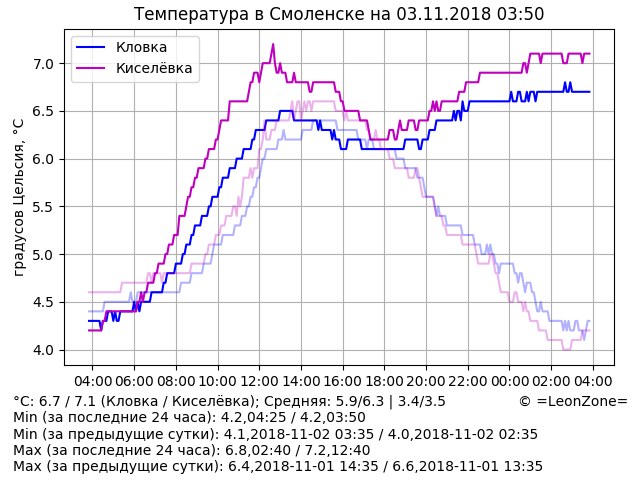 Температура в Смоленске на 03.11.2018 03:50
Кловка
Киселёвка
градусов Цельсия, °C
7.0
6.5
6.0
5.5
5.0
4.5
4.0
04:00 06:00 08:00 10:00 12:00 14:00 16:00 18:00 20:00 22:00 00:00 02:00 04:00
°C: 6.7 / 7.1 (Кловка / Киселёвка); Средняя: 5.9/6.3 | 3.4/3.5 © =LeonZone=
Min (за последние 24 часа): 4.2,04:25 / 4.2,03:50
Min (за предыдущие сутки): 4.1,2018-11-02 03:35 / 4.0,2018-11-02 02:35
Max (за последние 24 часа): 6.8,02:40 / 7.2,12:40
Max (за предыдущие сутки): 6.4,2018-11-01 14:35 / 6.6,2018-11-01 13:35